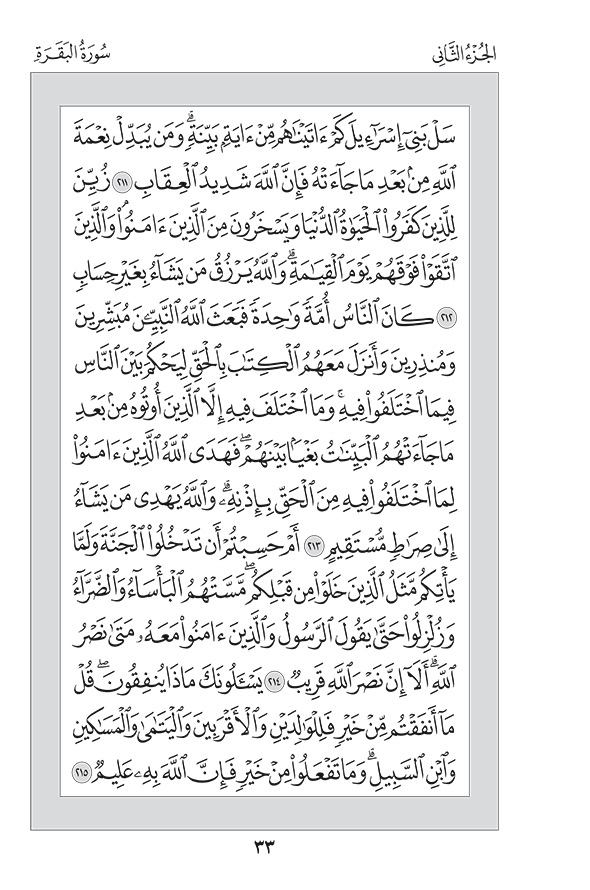 الجُزْءُ الثَّانِي
سُورَةُ البَقَرَةِ
سَلْ بَنِىٓ إِسْرَٰٓءِيلَ كَمْ ءَاتَيْنَٰهُم مِّنْ ءَايَةٍۭ بَيِّنَةٍۗ وَمَن يُبَدِّلْ نِعْمَةَ
ٱللَّهِ مِنۢ بَعْدِ مَا جَآءَتْهُ فَإِنَّ ٱللَّهَ شَدِيدُ ٱلْعِقَابِ ٢١١ زُيِّنَ
لِلَّذِينَ كَفَرُوا۟ ٱلْحَيَوٰةُ ٱلدُّنْيَا وَيَسْخَرُونَ مِنَ ٱلَّذِينَ ءَامَنُوا۟ۘ وَٱلَّذِينَ
ٱتَّقَوْا۟ فَوْقَهُمْ يَوْمَ ٱلْقِيَٰمَةِۗ وَٱللَّهُ يَرْزُقُ مَن يَشَآءُ بِغَيْرِ حِسَابٍ
٢١٢ كَانَ ٱلنَّاسُ أُمَّةً وَٰحِدَةً فَبَعَثَ ٱللَّهُ ٱلنَّبِيِّۦنَ مُبَشِّرِينَ
وَمُنذِرِينَ وَأَنزَلَ مَعَهُمُ ٱلْكِتَٰبَ بِٱلْحَقِّ لِيَحْكُمَ بَيْنَ ٱلنَّاسِ
فِيمَا ٱخْتَلَفُوا۟ فِيهِۚ وَمَا ٱخْتَلَفَ فِيهِ إِلَّا ٱلَّذِينَ أُوتُوهُ مِنۢ بَعْدِ
مَا جَآءَتْهُمُ ٱلْبَيِّنَٰتُ بَغْيًۢا بَيْنَهُمْۖ فَهَدَى ٱللَّهُ ٱلَّذِينَ ءَامَنُوا۟
لِمَا ٱخْتَلَفُوا۟ فِيهِ مِنَ ٱلْحَقِّ بِإِذْنِهِۦۗ وَٱللَّهُ يَهْدِى مَن يَشَآءُ
إِلَىٰ صِرَٰطٍ مُّسْتَقِيمٍ ٢١٣ أَمْ حَسِبْتُمْ أَن تَدْخُلُوا۟ ٱلْجَنَّةَ وَلَمَّا
يَأْتِكُم مَّثَلُ ٱلَّذِينَ خَلَوْا۟ مِن قَبْلِكُمۖ مَّسَّتْهُمُ ٱلْبَأْسَآءُ وَٱلضَّرَّآءُ
وَزُلْزِلُوا۟ حَتَّىٰ يَقُولَ ٱلرَّسُولُ وَٱلَّذِينَ ءَامَنُوا۟ مَعَهُۥ مَتَىٰ نَصْرُ
ٱللَّهِۗ أَلَآ إِنَّ نَصْرَ ٱللَّهِ قَرِيبٌ ٢١٤ يَسْـَٔلُونَكَ مَاذَا يُنفِقُونَۖ قُلْ
مَآ أَنفَقْتُم مِّنْ خَيْرٍ فَلِلْوَٰلِدَيْنِ وَٱلْأَقْرَبِينَ وَٱلْيَتَٰمَىٰ وَٱلْمَسَٰكِينِ
وَٱبْنِ ٱلسَّبِيلِۗ وَمَا تَفْعَلُوا۟ مِنْ خَيْرٍ فَإِنَّ ٱللَّهَ بِهِۦ عَلِيمٌ ٢١٥
٣٣